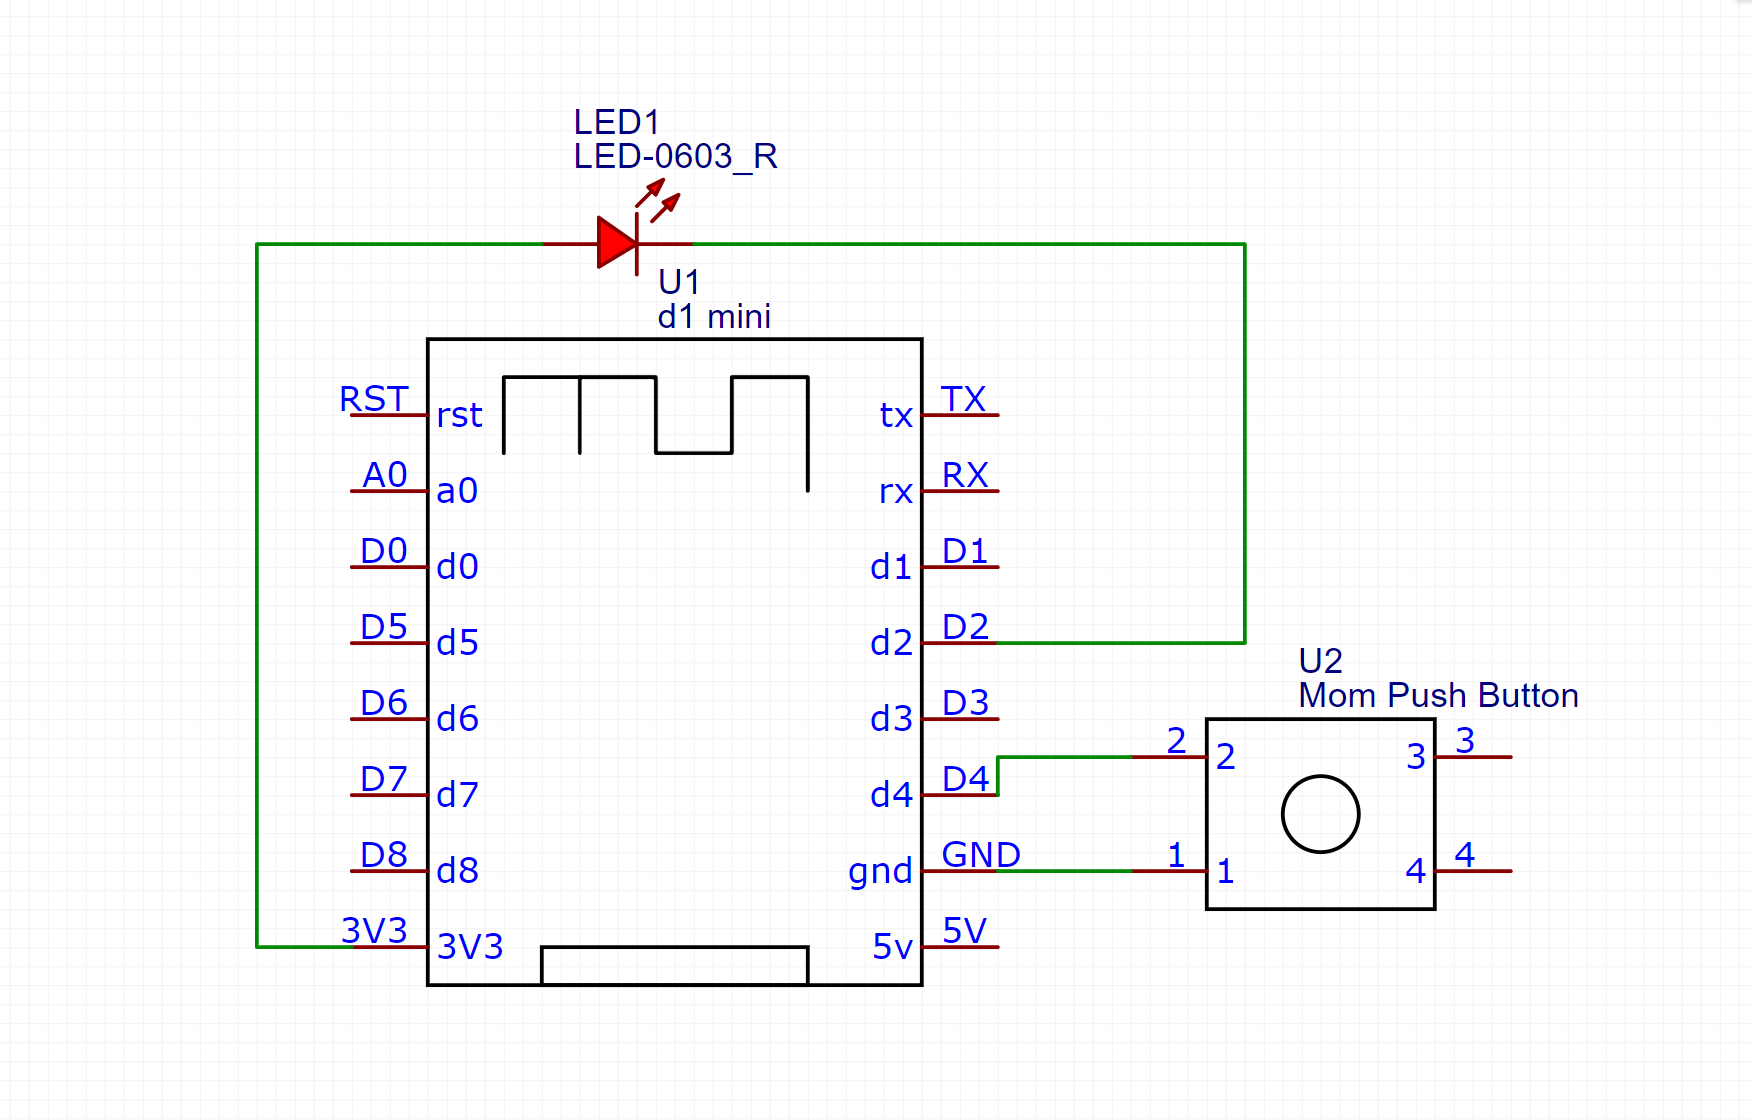 LED1
LED-0603_R
U1
d1 mini
RST
rst
tx
TX
A0
a0
rx
RX
D0
d0
d1
D1
D5
d5
d2
D2
D6
d6
d3
D3
D7
d7
d4
D4
D8
d8
gnd
GND
3V3
3V3
5v
5V
U2
Mom Push Button
2
2
3
3
1
1
4
4